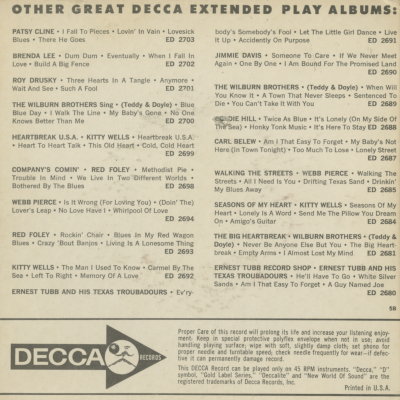 OTHER GREAT DECCA EXTENDED PLAY ALBUMS:
PATSY CLINE • I Fall To Pieces • Lovin' In Vain • Lovesick
Blues • There He Goes ED 2703
BRENDA LEE • Dum Dum • Eventually • When I Fall In
Love • Build A Big Fence ED 2702
ROY DRUSKY • Three Hearts In A Tangle • Anymore •
Wait And See • Such A Fool ED 2701
THE WILBURN BROTHERS Sing • (Teddy & Doyle) • Blue
Blue Day • I Walk The Line • My Baby's Gone • No One
Knows Better Than Me ED 2700
HEARTBREAK U.S.A. • KITTY WELLS • Heartbreak U.S.A.
• Heart To Heart Talk • This Old Heart • Cold, Cold Heart
ED 2699
COMPANY'S COMIN' • RED FOLEY • Methodist Pie •
Trouble In Mind • We Live In Two Different Worlds •
Bothered By The Blues ED 2698
WEBB PIERCE • Is It Wrong (For Loving You) • (Doin' The)
Lover's Leap • No Love Have I • Whirlpool Of Love
ED 2694
RED FOLEY • Rockin' Chair • Blues In My Red Wagon
Blues • Crazy 'Bout Banjos • Living Is A Lonesome Thing
ED 2693
KITTY WELLS • The Man I Used To Know • Carmel By The
Sea • Left To Right • Memory Of A Love ED 2692
ERNEST TUBB AND HIS TEXAS TROUBADOURS • Ev'ry-
body's Somebody's Fool • Let The Little Girl Dance • Live
It Up • Accidently On Purpose ED 2691
JIMMIE DAVIS • Someone To Care • If We Never Meet
Again • One By One • I Am Bound For The Promised Land
ED 2690
THE WILBURN BROTHERS • (Teddy & Doyle) • When Will
You Know It • A Town That Never Sleeps • Sentenced To
Die • You Can't Take It With You ED 2689
GOLDIE HILL • Twice As Blue • It's Lonely (On My Side Of
The Sea) • Honky Tonk Music • It's Here To Stay ED 2688
CARL BELEW • Am I That Easy To Forget • My Baby's Not
Here (in Town Tonight) • Too Much To Lose • Lonely Street
ED 2687
WALKING THE STREETS • WEBB PIERCE • Walking The
Streets • All I Need Is You • Drifting Texas Sand • Drinkin'
My Blues Away ED 2685
SEASONS OF MY HEART • KITTY WELLS • Seasons Of My
Heart • Lonely Is A Word • Send Me The Pillow You Dream
On • Amigo's Guitar ED 2684
THE BIG HEARTBREAK • WILBURN BROTHERS • (Teddy &
Doyle) • Never Be Anyone Else But You • The Big Heart-
break • Empty Arms • I Almost Lost My Mind ED 2681
ERNEST TUBB RECORD SHOP • ERNEST TUBB AND HIS
TEXAS TROUBADOURS • He'll Have To Go • White Silver
Sands • Am I That Easy To Forget • A Guy Named Joe
ED 2680
DECCA RECORDS
Proper Care of this record will prolong its life and increase your listening enjoy-
ment: Keep in special protective polyflex envelope when not in use; avoid
handling playing surface; wipe with soft, slightly damp cloth; set phono for
proper needle and turntable speed; check needle frequently for wear—if defec-
tive it can permanently damage record.
This DECCA Record can be played only on 45 RPM instruments. "Decca," "D"
symbol, "Gold Label Series," "Deccalite" and "New World Of Sound" are the
registered trademarks of Decca Records, Inc.
Printed in U.S.A.